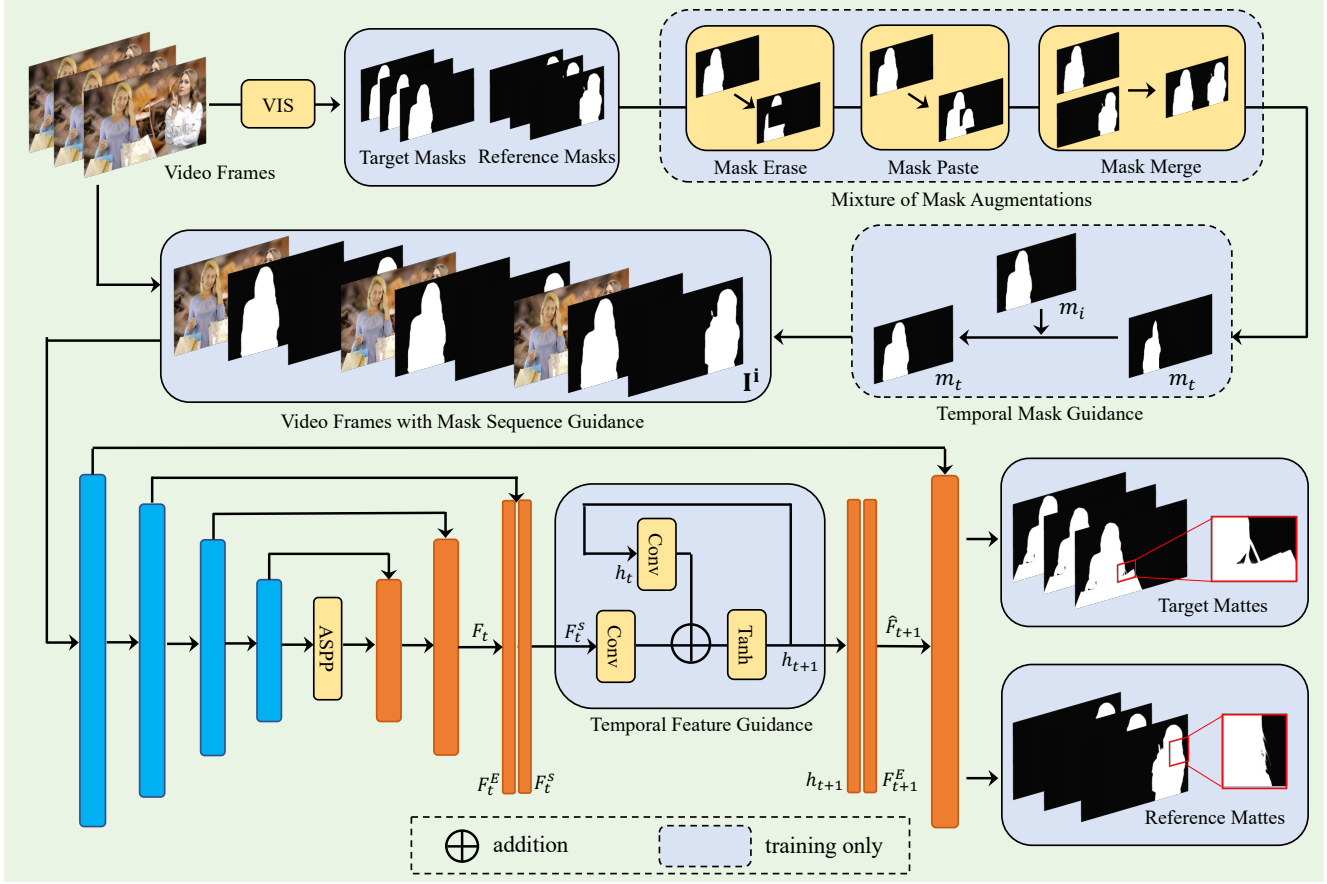 VIS
Video Frames
Target Masks
Reference Masks
Mask Erase
Mask Paste
Mask Merge
Mixture of Mask Augmentations
I^i
Video Frames with Mask Sequence Guidance
m_i
m_t
m_t
Temporal Mask Guidance
ASPP
F_t
F_t^E
F_t^S
F_t^S
h_t
Conv
Conv
Tanh
h_{t+1}
Temporal Feature Guidance
h_{t+1}
F_{t+1}^E
F̂_{t+1}
Target Mattes
Reference Mattes
addition
training only